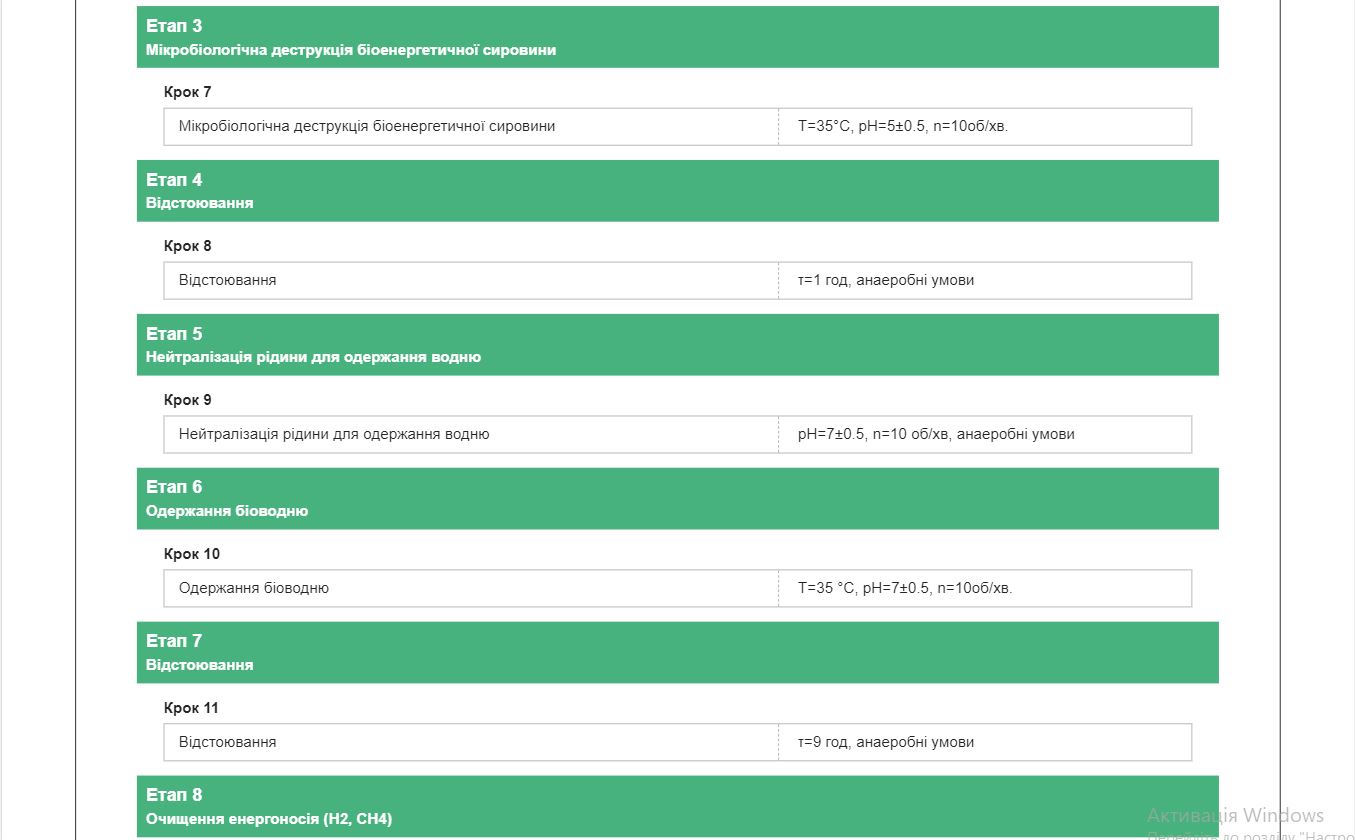 Етап 3
Мікробіологічна деструкція біоенергетичної сировини
Крок 7
Мікробіологічна деструкція біоенергетичної сировини T=35°C, pH=5±0.5, n=10об/хв.
Етап 4
Відстоювання
Крок 8
Відстоювання τ=1 год, анаеробні умови
Етап 5
Нейтралізація рідини для одержання водню
Крок 9
Нейтралізація рідини для одержання водню pH=7±0.5, n=10 об/хв, анаеробні умови
Етап 6
Одержання біоводню
Крок 10
Одержання біоводню T=35 °C, pH=7±0.5, n=10об/хв.
Етап 7
Відстоювання
Крок 11
Відстоювання τ=9 год, анаеробні умови
Етап 8
Очищення енергоносія (H2, CH4)
Активація Windows
Перейдіть до розділу "Настро